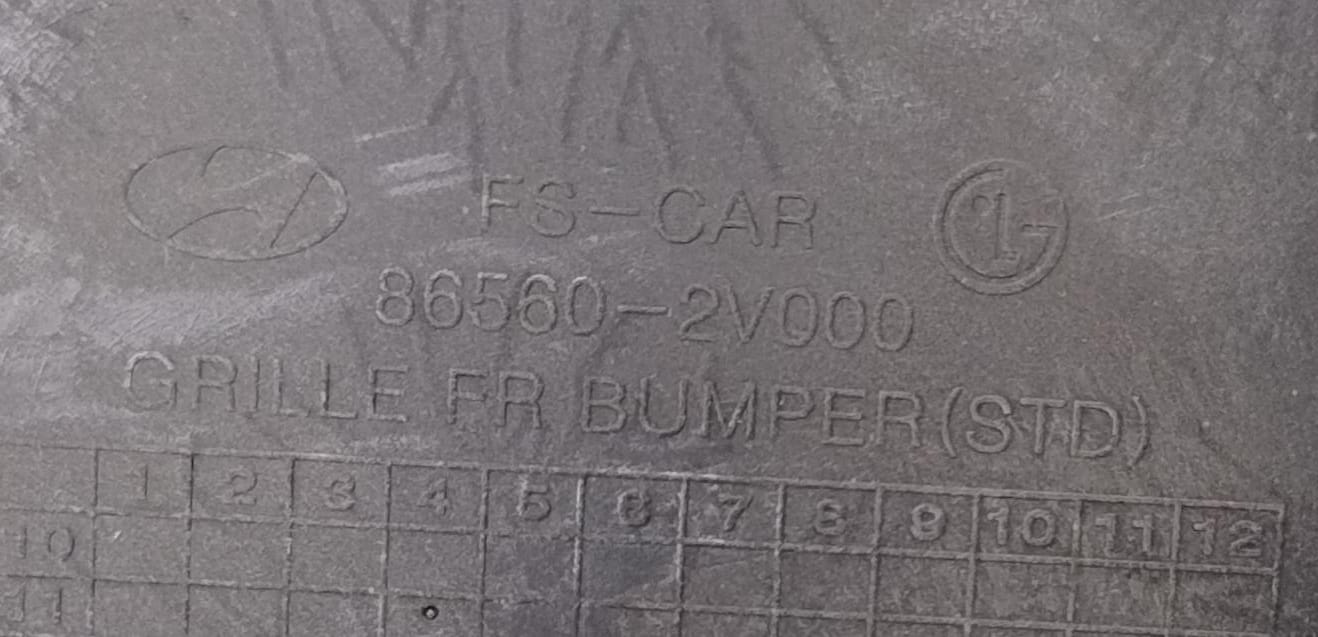 FS-CAR
86560-2V000
GRILLE FR BUMPER(STD)
1 2 3 4 5 6 7 8 9 10 11 12
10
11